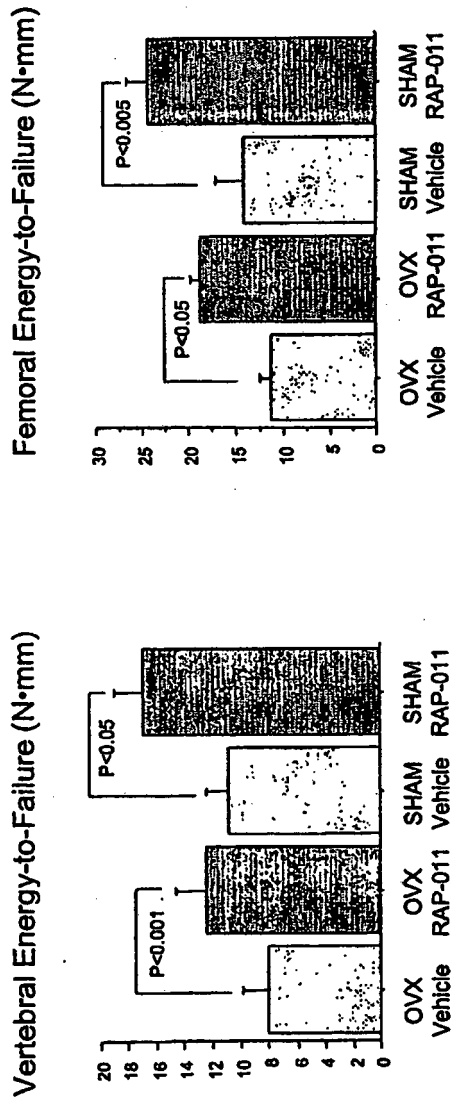 Vertebral Energy-to-Failure (N•mm)
20
18
16
14
12
10
8
6
4
2
0
P<0.001
P<0.05
OVX
Vehicle
OVX
RAP-011
SHAM
Vehicle
SHAM
RAP-011
Femoral Energy-to-Failure (N•mm)
30
25
20
15
10
5
0
P<0.05
P<0.005
OVX
Vehicle
OVX
RAP-011
SHAM
Vehicle
SHAM
RAP-011